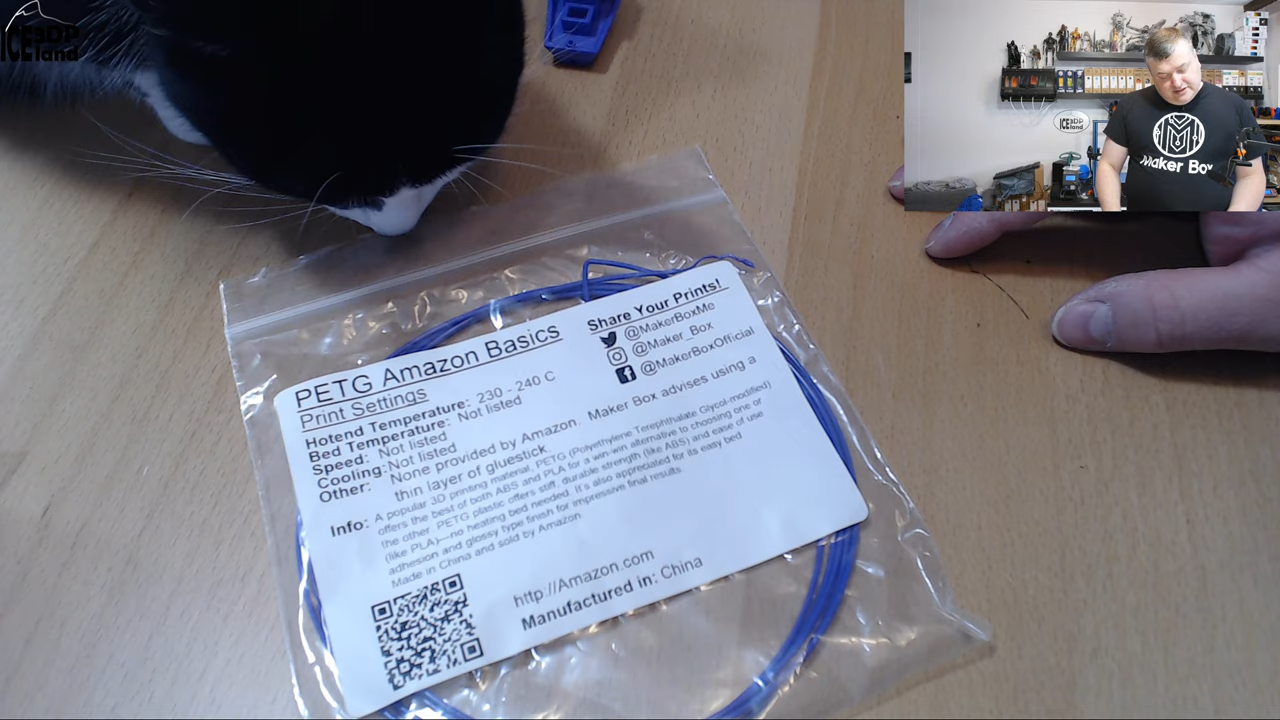 ICE3DP
land
ICE3DP
land
Maker Box
PETG Amazon Basics
Print Settings
Hotend Temperature: 230 - 240 C
Bed Temperature: Not listed
Speed: Not listed
Cooling: Not listed
Other: None provided by Amazon. Maker Box advises using a
thin layer of gluestick
Info: A popular 3D printing material, PETG (Polyethylene Terephthalate Glycol-modified)
offers the best of both ABS and PLA for a win-win alternative to choosing one or
the other. PETG plastic offers stiff, durable strength (like ABS) and ease of use
(like PLA)—no heating bed needed. It's also appreciated for its easy bed
adhesion and glossy type finish for impressive final results.
Made in China and sold by Amazon.
Share Your Prints!
@MakerBoxMe
@Maker_Box
@MakerBoxOfficial
http://Amazon.com
Manufactured in: China